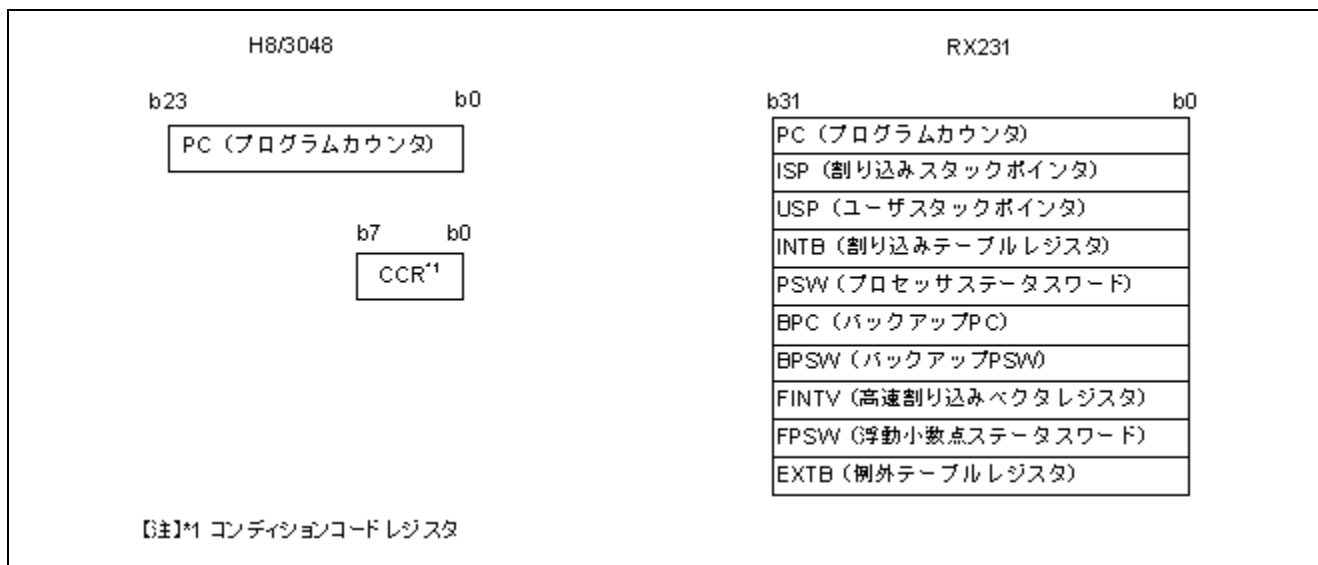 H8/3048
b23 b0
PC（プログラムカウンタ）
b7 b0
CCR*1
【注】*1 コンディションコードレジスタ
RX231
b31 b0
PC（プログラムカウンタ）
ISP（割り込みスタックポインタ）
USP（ユーザスタックポインタ）
INTB（割り込みテーブルレジスタ）
PSW（プロセッサステータスワード）
BPC（バックアップPC）
BPSW（バックアップPSW）
FINTV（高速割り込みベクタレジスタ）
FPSW（浮動小数点ステータスワード）
EXTB（例外テーブルレジスタ）